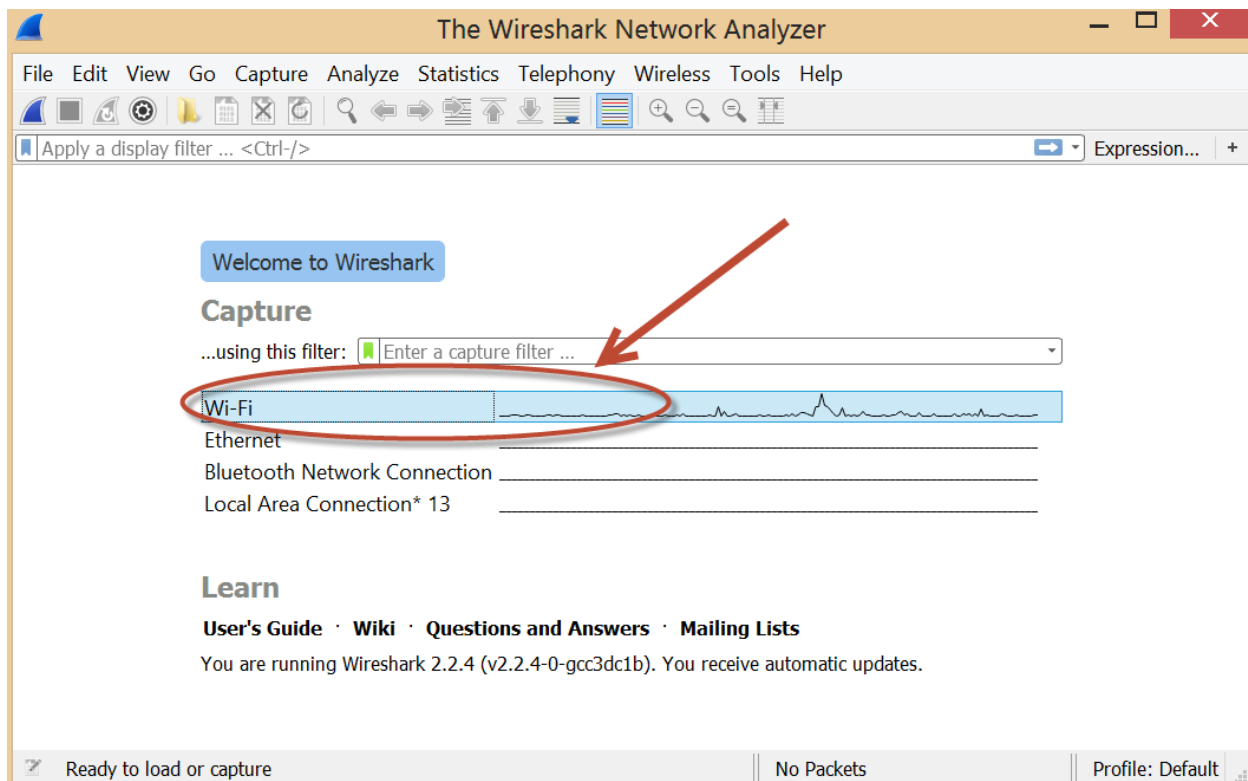 The Wireshark Network Analyzer
File Edit View Go Capture Analyze Statistics Telephony Wireless Tools Help
Apply a display filter ... <Ctrl-/> Expression... +
Welcome to Wireshark
Capture
...using this filter: Enter a capture filter ...
Wi-Fi
Ethernet
Bluetooth Network Connection
Local Area Connection* 13
Learn
User's Guide · Wiki · Questions and Answers · Mailing Lists
You are running Wireshark 2.2.4 (v2.2.4-0-gcc3dc1b). You receive automatic updates.
Ready to load or capture No Packets Profile: Default